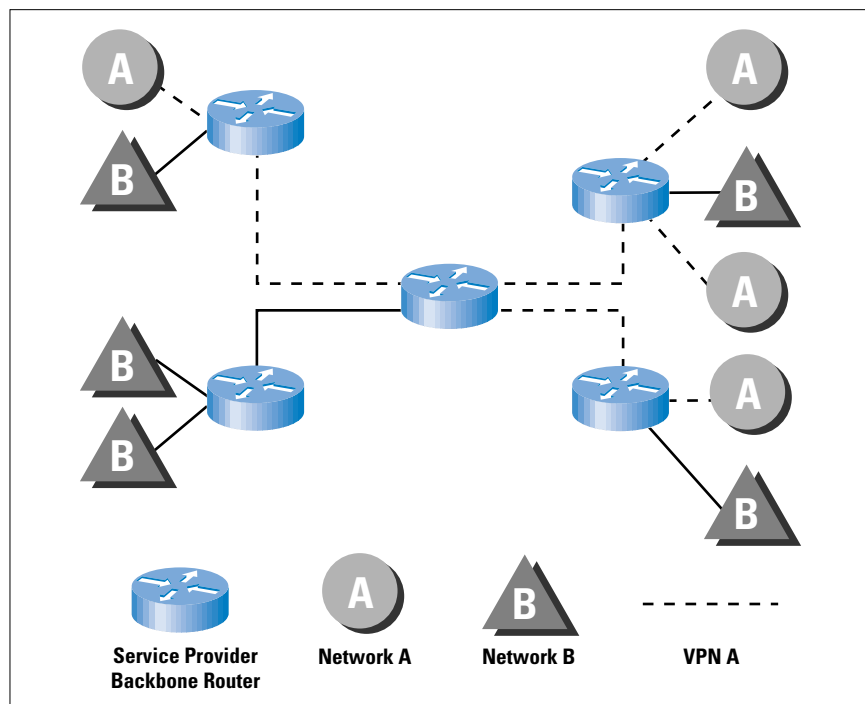 A
A
B
B
A
B
A
B
B
A
B
Service Provider
Backbone Router
Network A
Network B
VPN A